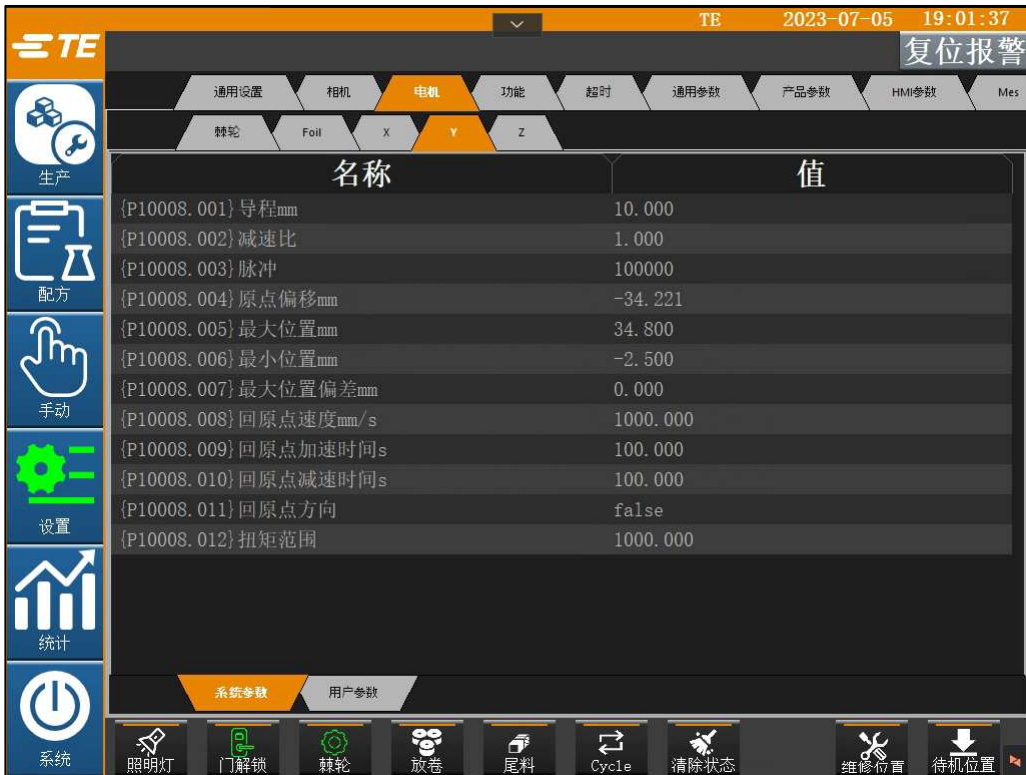 TE 2023-07-05 19:01:37
TE
复位报警
通用设置 相机 电机 功能 超时 通用参数 产品参数 HMI参数 Mes
棘轮 Foil X Y Z
生产
配方
手动
设置
统计
系统
名称 值
{P10008.001}导程mm 10.000
{P10008.002}减速比 1.000
{P10008.003}脉冲 100000
{P10008.004}原点偏移mm -34.221
{P10008.005}最大位置mm 34.800
{P10008.006}最小位置mm -2.500
{P10008.007}最大位置偏差mm 0.000
{P10008.008}回原点速度mm/s 1000.000
{P10008.009}回原点加速时间s 100.000
{P10008.010}回原点减速时间s 100.000
{P10008.011}回原点方向 false
{P10008.012}扭矩范围 1000.000
系统参数 用户参数
照明灯 门解锁 棘轮 放卷 尾料 Cycle 清除状态 维修位置 待机位置